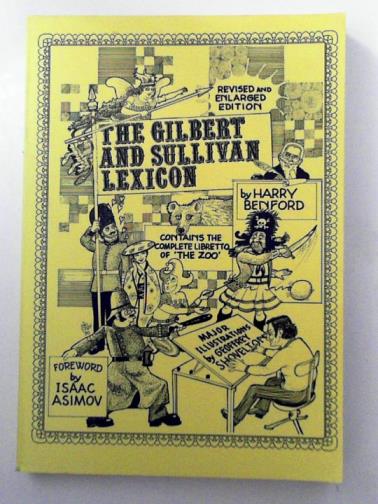 REVISED AND
ENLARGED
EDITION
THE GILBERT
AND SULLIVAN
LEXICON
by HARRY
BENFORD
CONTAINS THE
COMPLETE LIBRETTO
OF 'THE ZOO'
MAJOR
ILLUSTRATIONS
by GEOFFREY
SHOVELTON
FOREWORD
by
ISAAC
ASIMOV